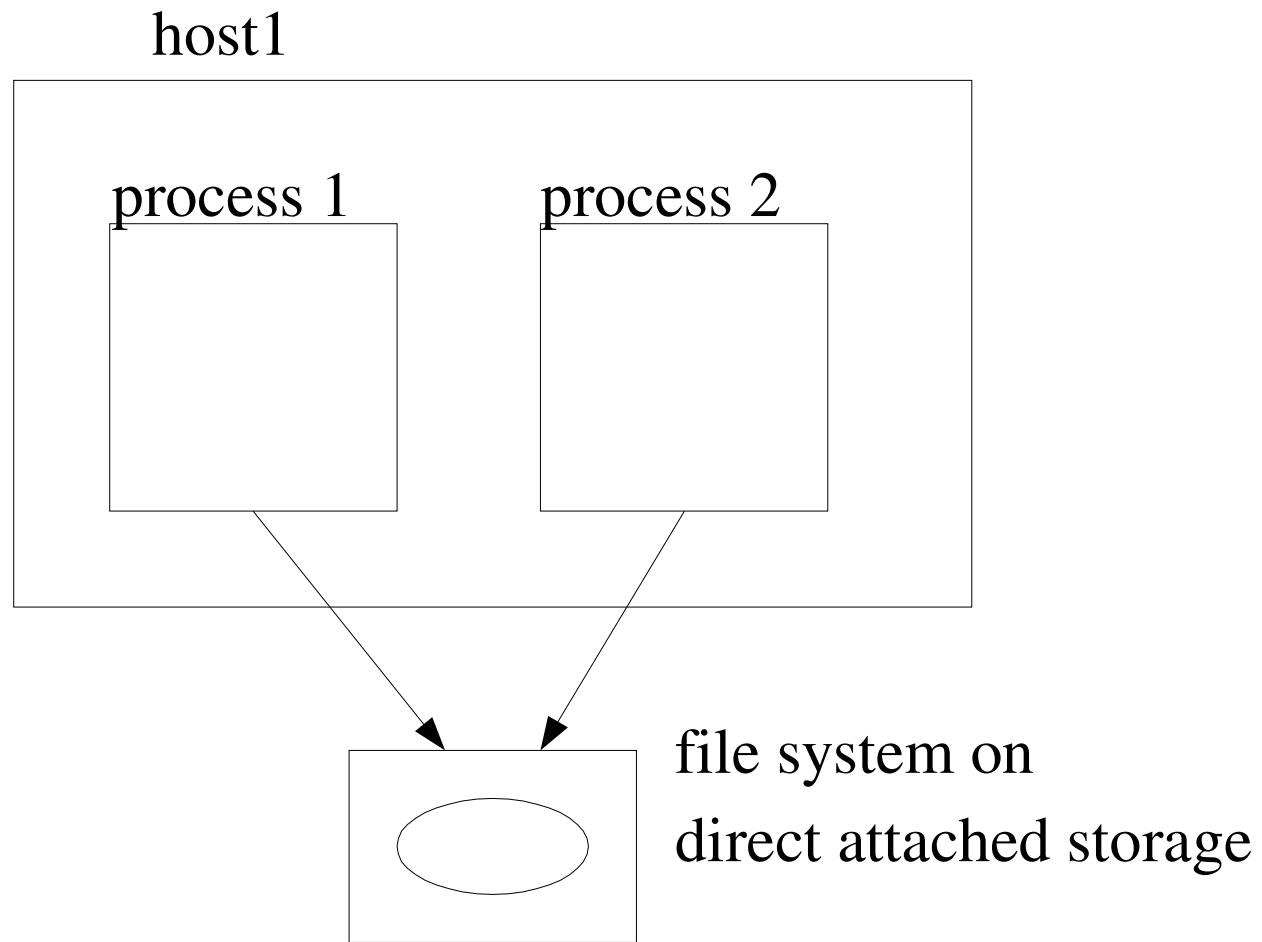 host1
process 1
process 2
file system on
direct attached storage